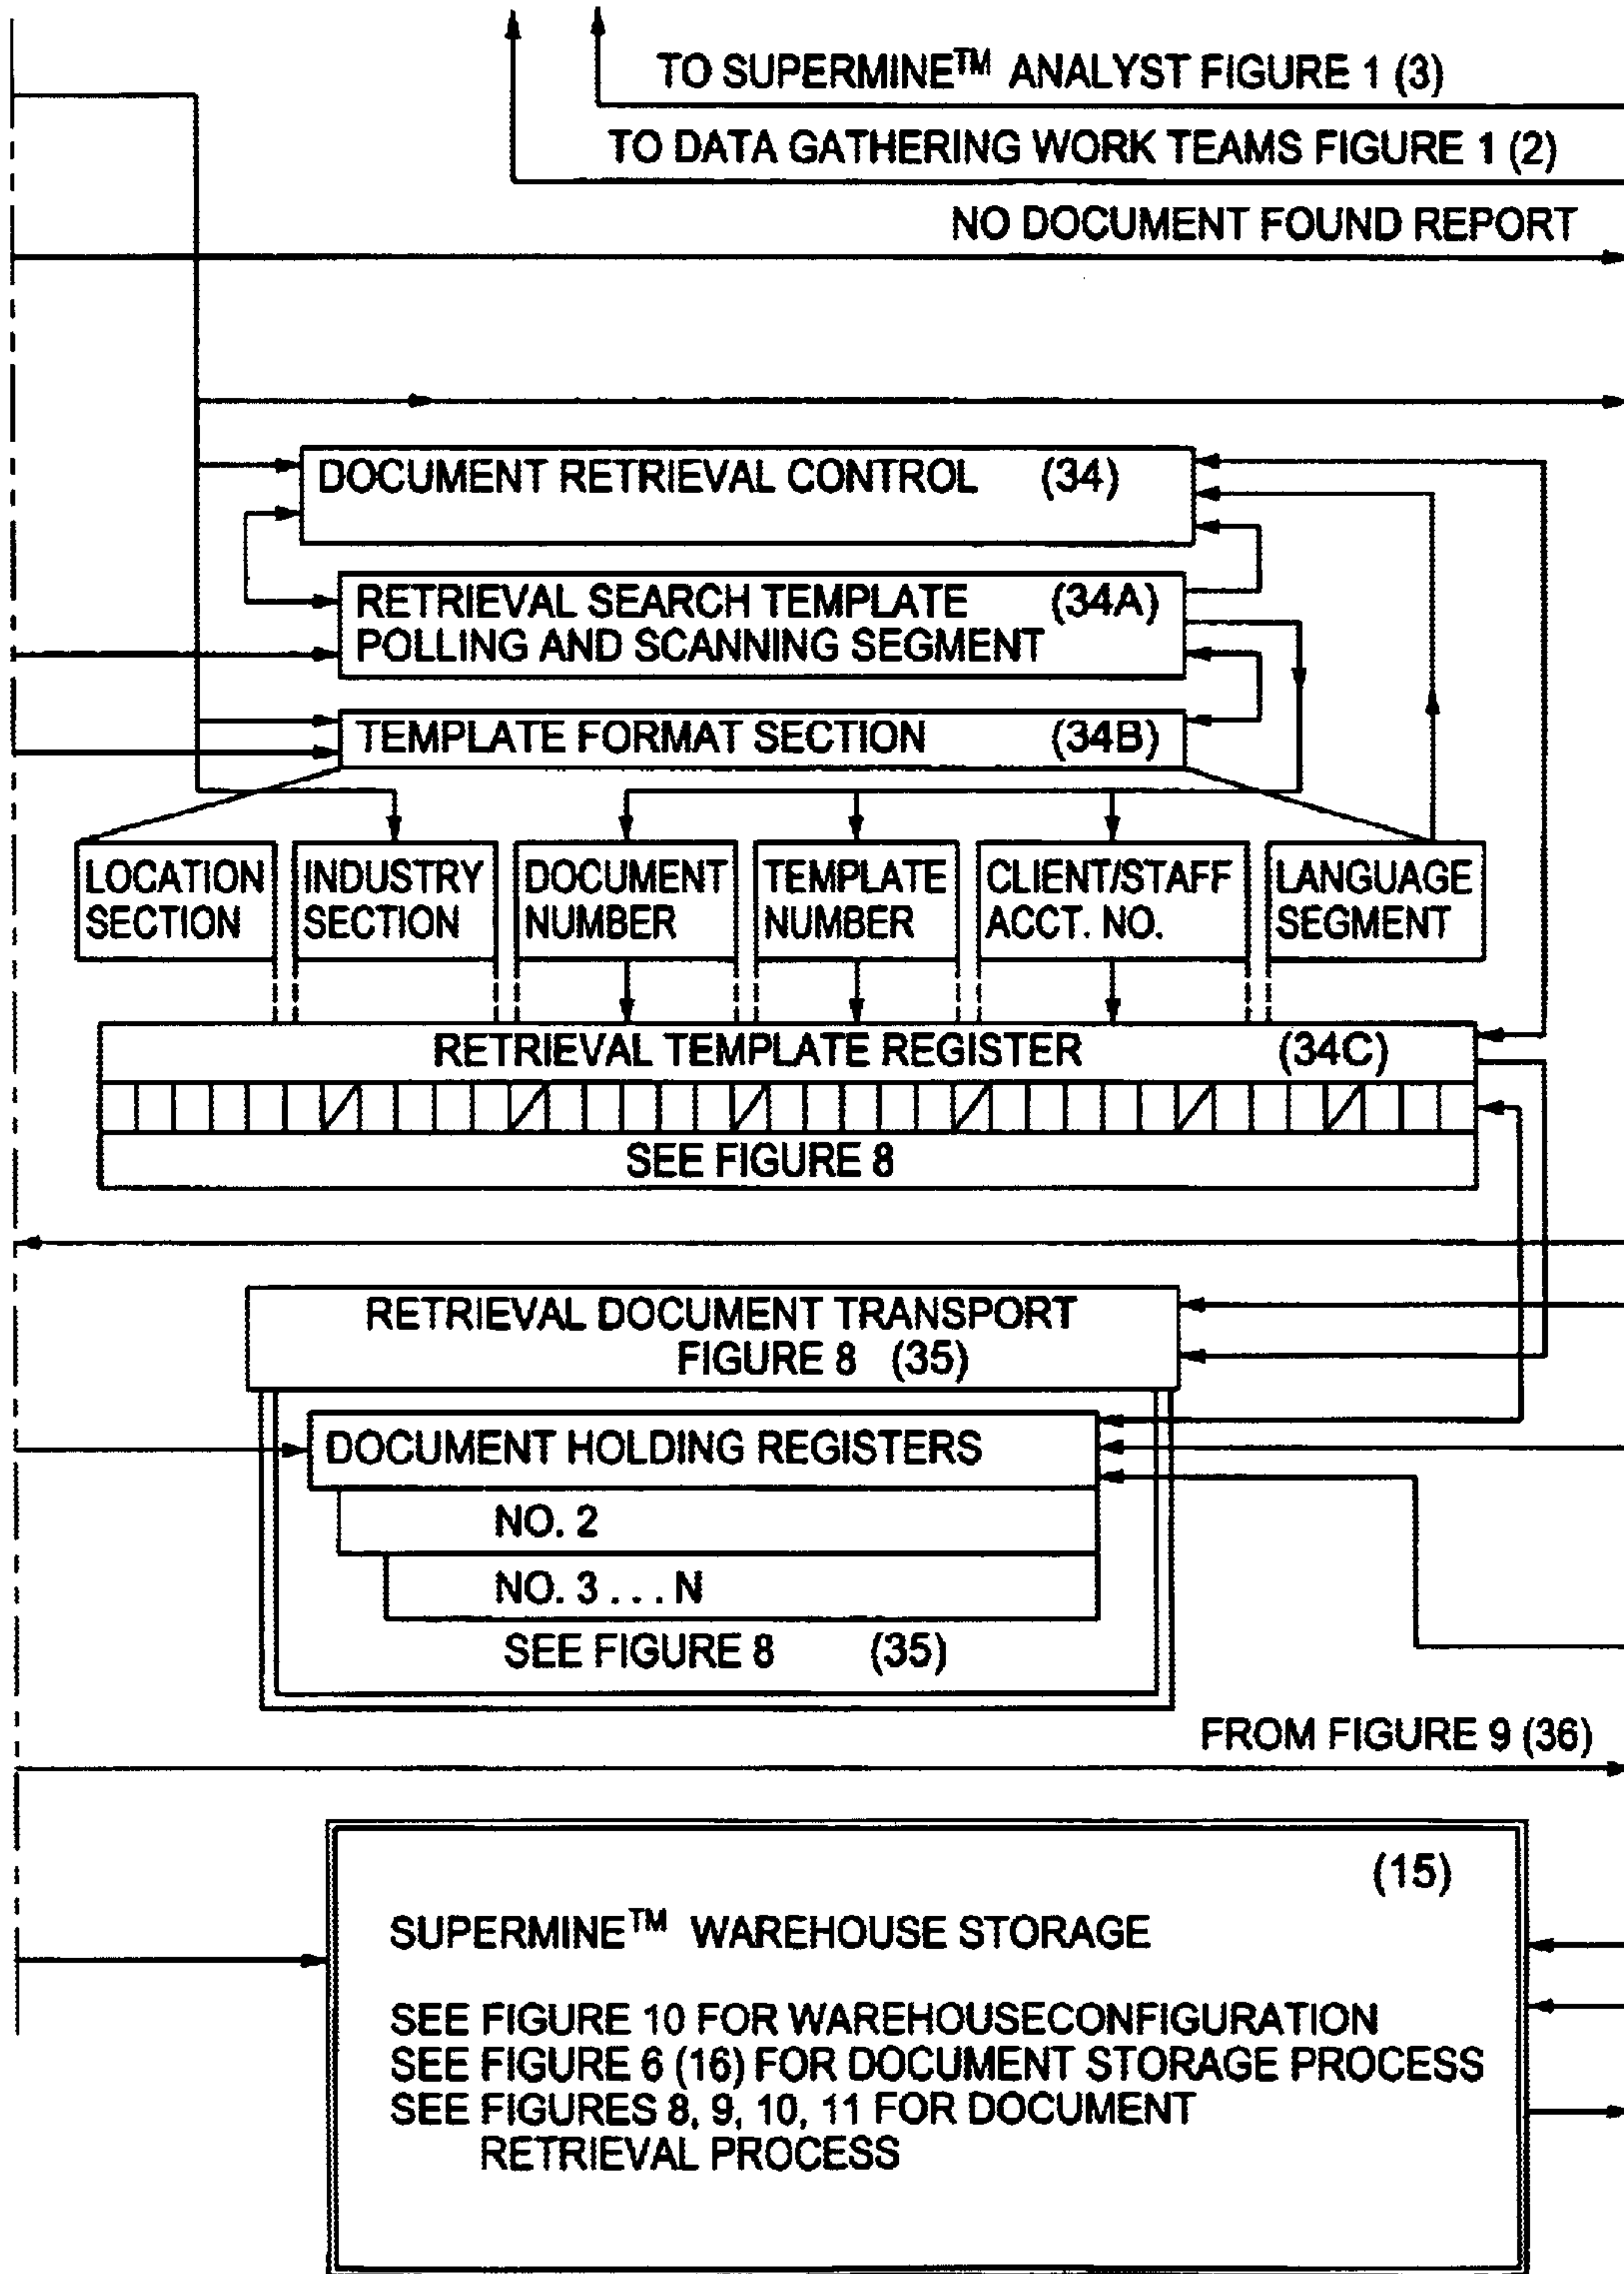 TO SUPERMINE™ ANALYST FIGURE 1 (3)
TO DATA GATHERING WORK TEAMS FIGURE 1 (2)
NO DOCUMENT FOUND REPORT
DOCUMENT RETRIEVAL CONTROL (34)
RETRIEVAL SEARCH TEMPLATE (34A)
POLLING AND SCANNING SEGMENT
TEMPLATE FORMAT SECTION (34B)
LOCATION
SECTION
INDUSTRY
SECTION
DOCUMENT
NUMBER
TEMPLATE
NUMBER
CLIENT/STAFF
ACCT. NO.
LANGUAGE
SEGMENT
RETRIEVAL TEMPLATE REGISTER (34C)
SEE FIGURE 8
RETRIEVAL DOCUMENT TRANSPORT
FIGURE 8 (35)
DOCUMENT HOLDING REGISTERS
NO. 2
NO. 3 . . . N
SEE FIGURE 8 (35)
FROM FIGURE 9 (36)
(15)
SUPERMINE™ WAREHOUSE STORAGE
SEE FIGURE 10 FOR WAREHOUSECONFIGURATION
SEE FIGURE 6 (16) FOR DOCUMENT STORAGE PROCESS
SEE FIGURES 8, 9, 10, 11 FOR DOCUMENT
RETRIEVAL PROCESS